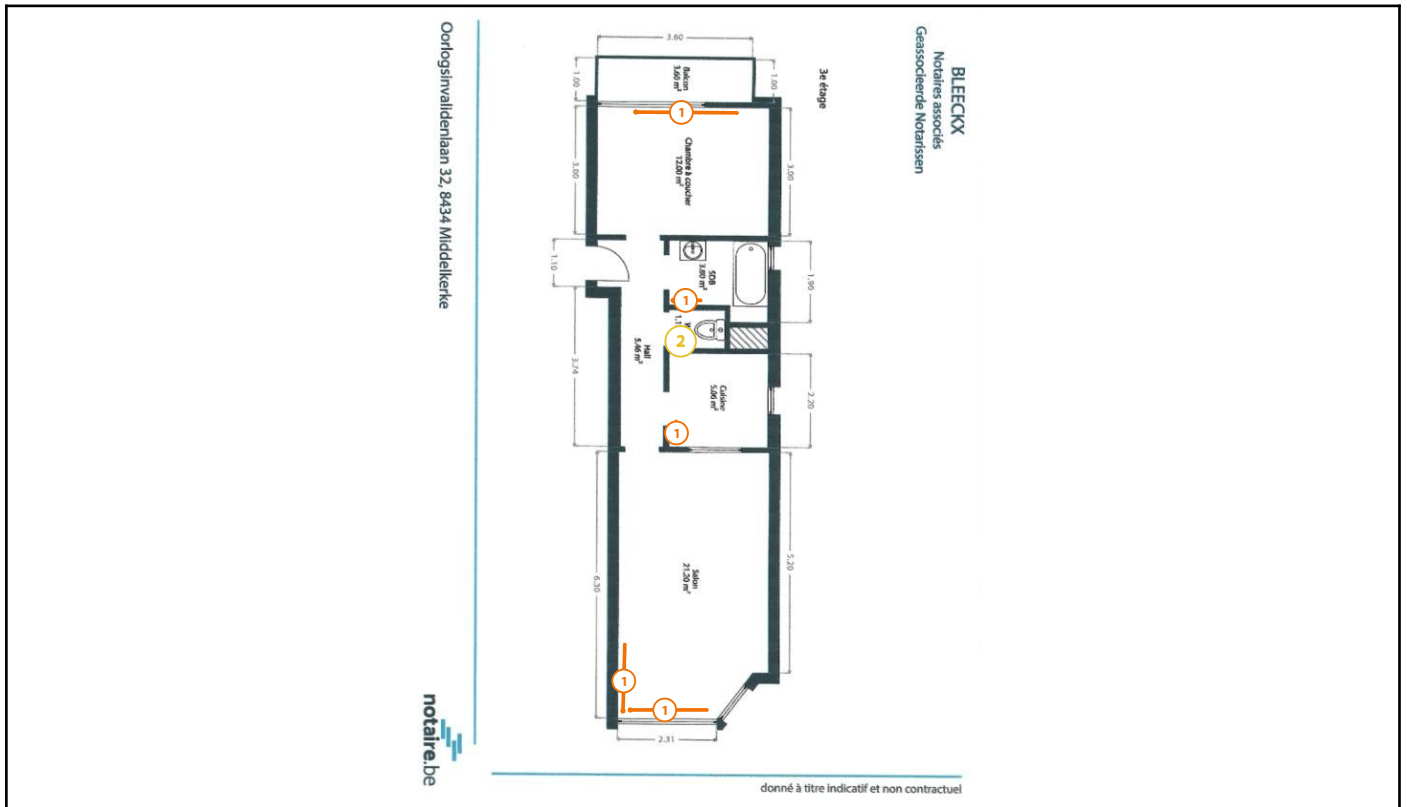 BLEECKX
Notaires associés
Geassocieerde Notarissen
3e étage
3.60
1.00
1.00
Balcon
3.60 m²
1
3.00
3.00
Chambre à coucher
12.00 m²
1.10
1.90
SDB
3.80 m²
1
1,1
2
Hall
5.46 m²
3.74
2.20
Cuisine
5.06 m²
1
5.20
6.30
Salon
21.20 m²
1
1
2.31
Oorlogsinvalidenlaan 32, 8434 Middelkerke
notaire.be
donné à titre indicatif et non contractuel